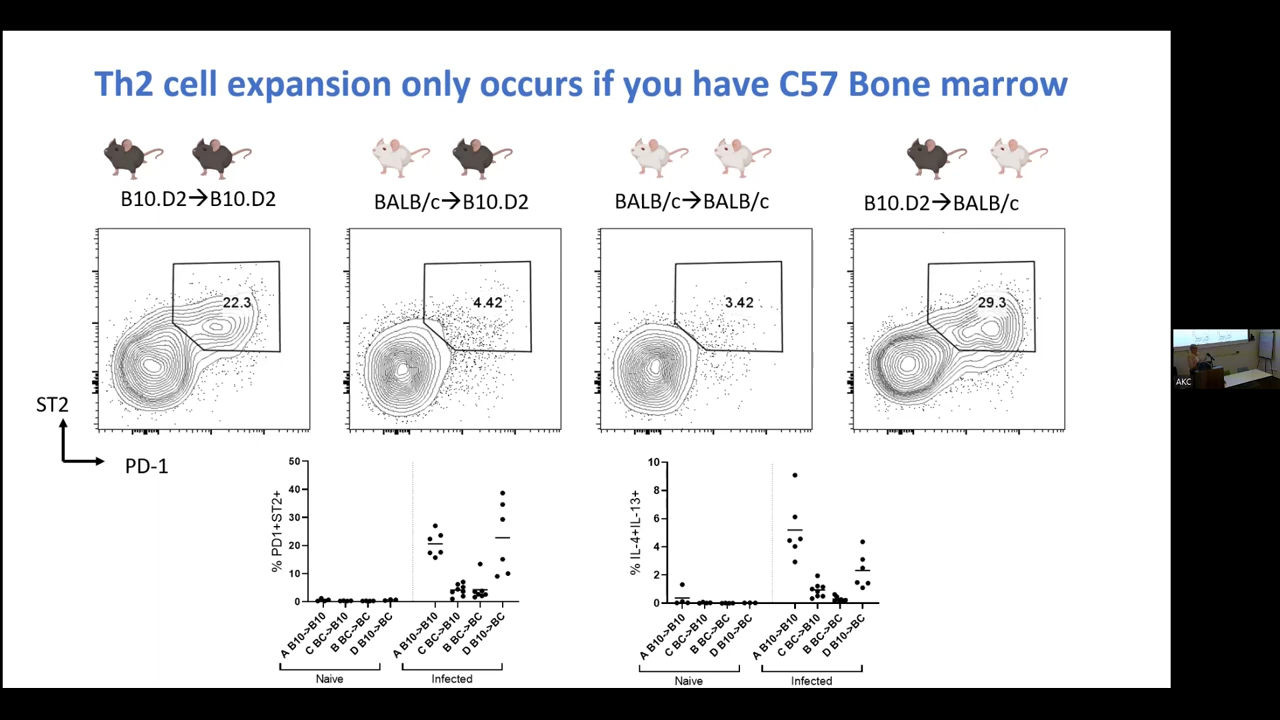 Th2 cell expansion only occurs if you have C57 Bone marrow
B10.D2→B10.D2
BALB/c→B10.D2
BALB/c→BALB/c
B10.D2→BALB/c
22.3
4.42
3.42
29.3
ST2
PD-1
% PD1+ST2+
50
40
30
20
10
0
A B10->B10
C BC->B10
B BC->BC
D B10->BC
A B10->B10
C BC->B10
B BC->BC
D B10->BC
Naive
Infected
% IL-4+IL-13+
10
8
6
4
2
0
A B10->B10
C BC->B10
B BC->BC
D B10->BC
A B10->B10
C BC->B10
B BC->BC
D B10->BC
Naive
Infected
AKC